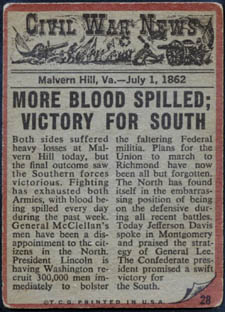 CIVIL WAR NEWS
Malvern Hill, Va.—July 1, 1862
MORE BLOOD SPILLED;
VICTORY FOR SOUTH
Both sides suffered
heavy losses at Mal-
vern Hill today, but
the final outcome saw
the Southern forces
victorious. Fighting
has exhausted both
Armies, with blood be-
ing spilled every day
during the past week.
General McClellan's
men have been a dis-
appointment to the cit-
izens in the North.
President Lincoln is
having Washington re-
cruit 300,000 men im-
mediately to bolster
the faltering Federal
militia. Plans for the
Union to march to
Richmond have now
been all but forgotten.
The North has found
itself in the embarras-
sing position of being
on the defensive dur-
ing all recent battles.
Today Jefferson Davis
spoke in Montgomery
and praised the strat-
egy of General Lee.
The Confederate pres-
ident promised a swift
victory for the
South.
©T.C.G. PRINTED IN U.S.A.
28